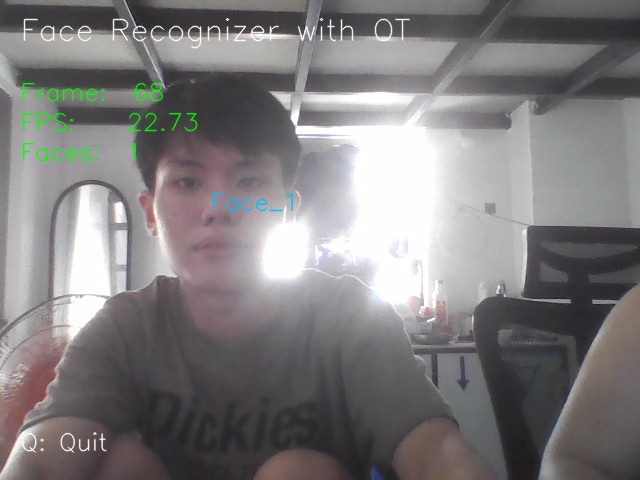 Face Recognizer with OT
Frame: 68
FPS: 22.73
Faces: 1
Face_1
Dickies
Q: Quit